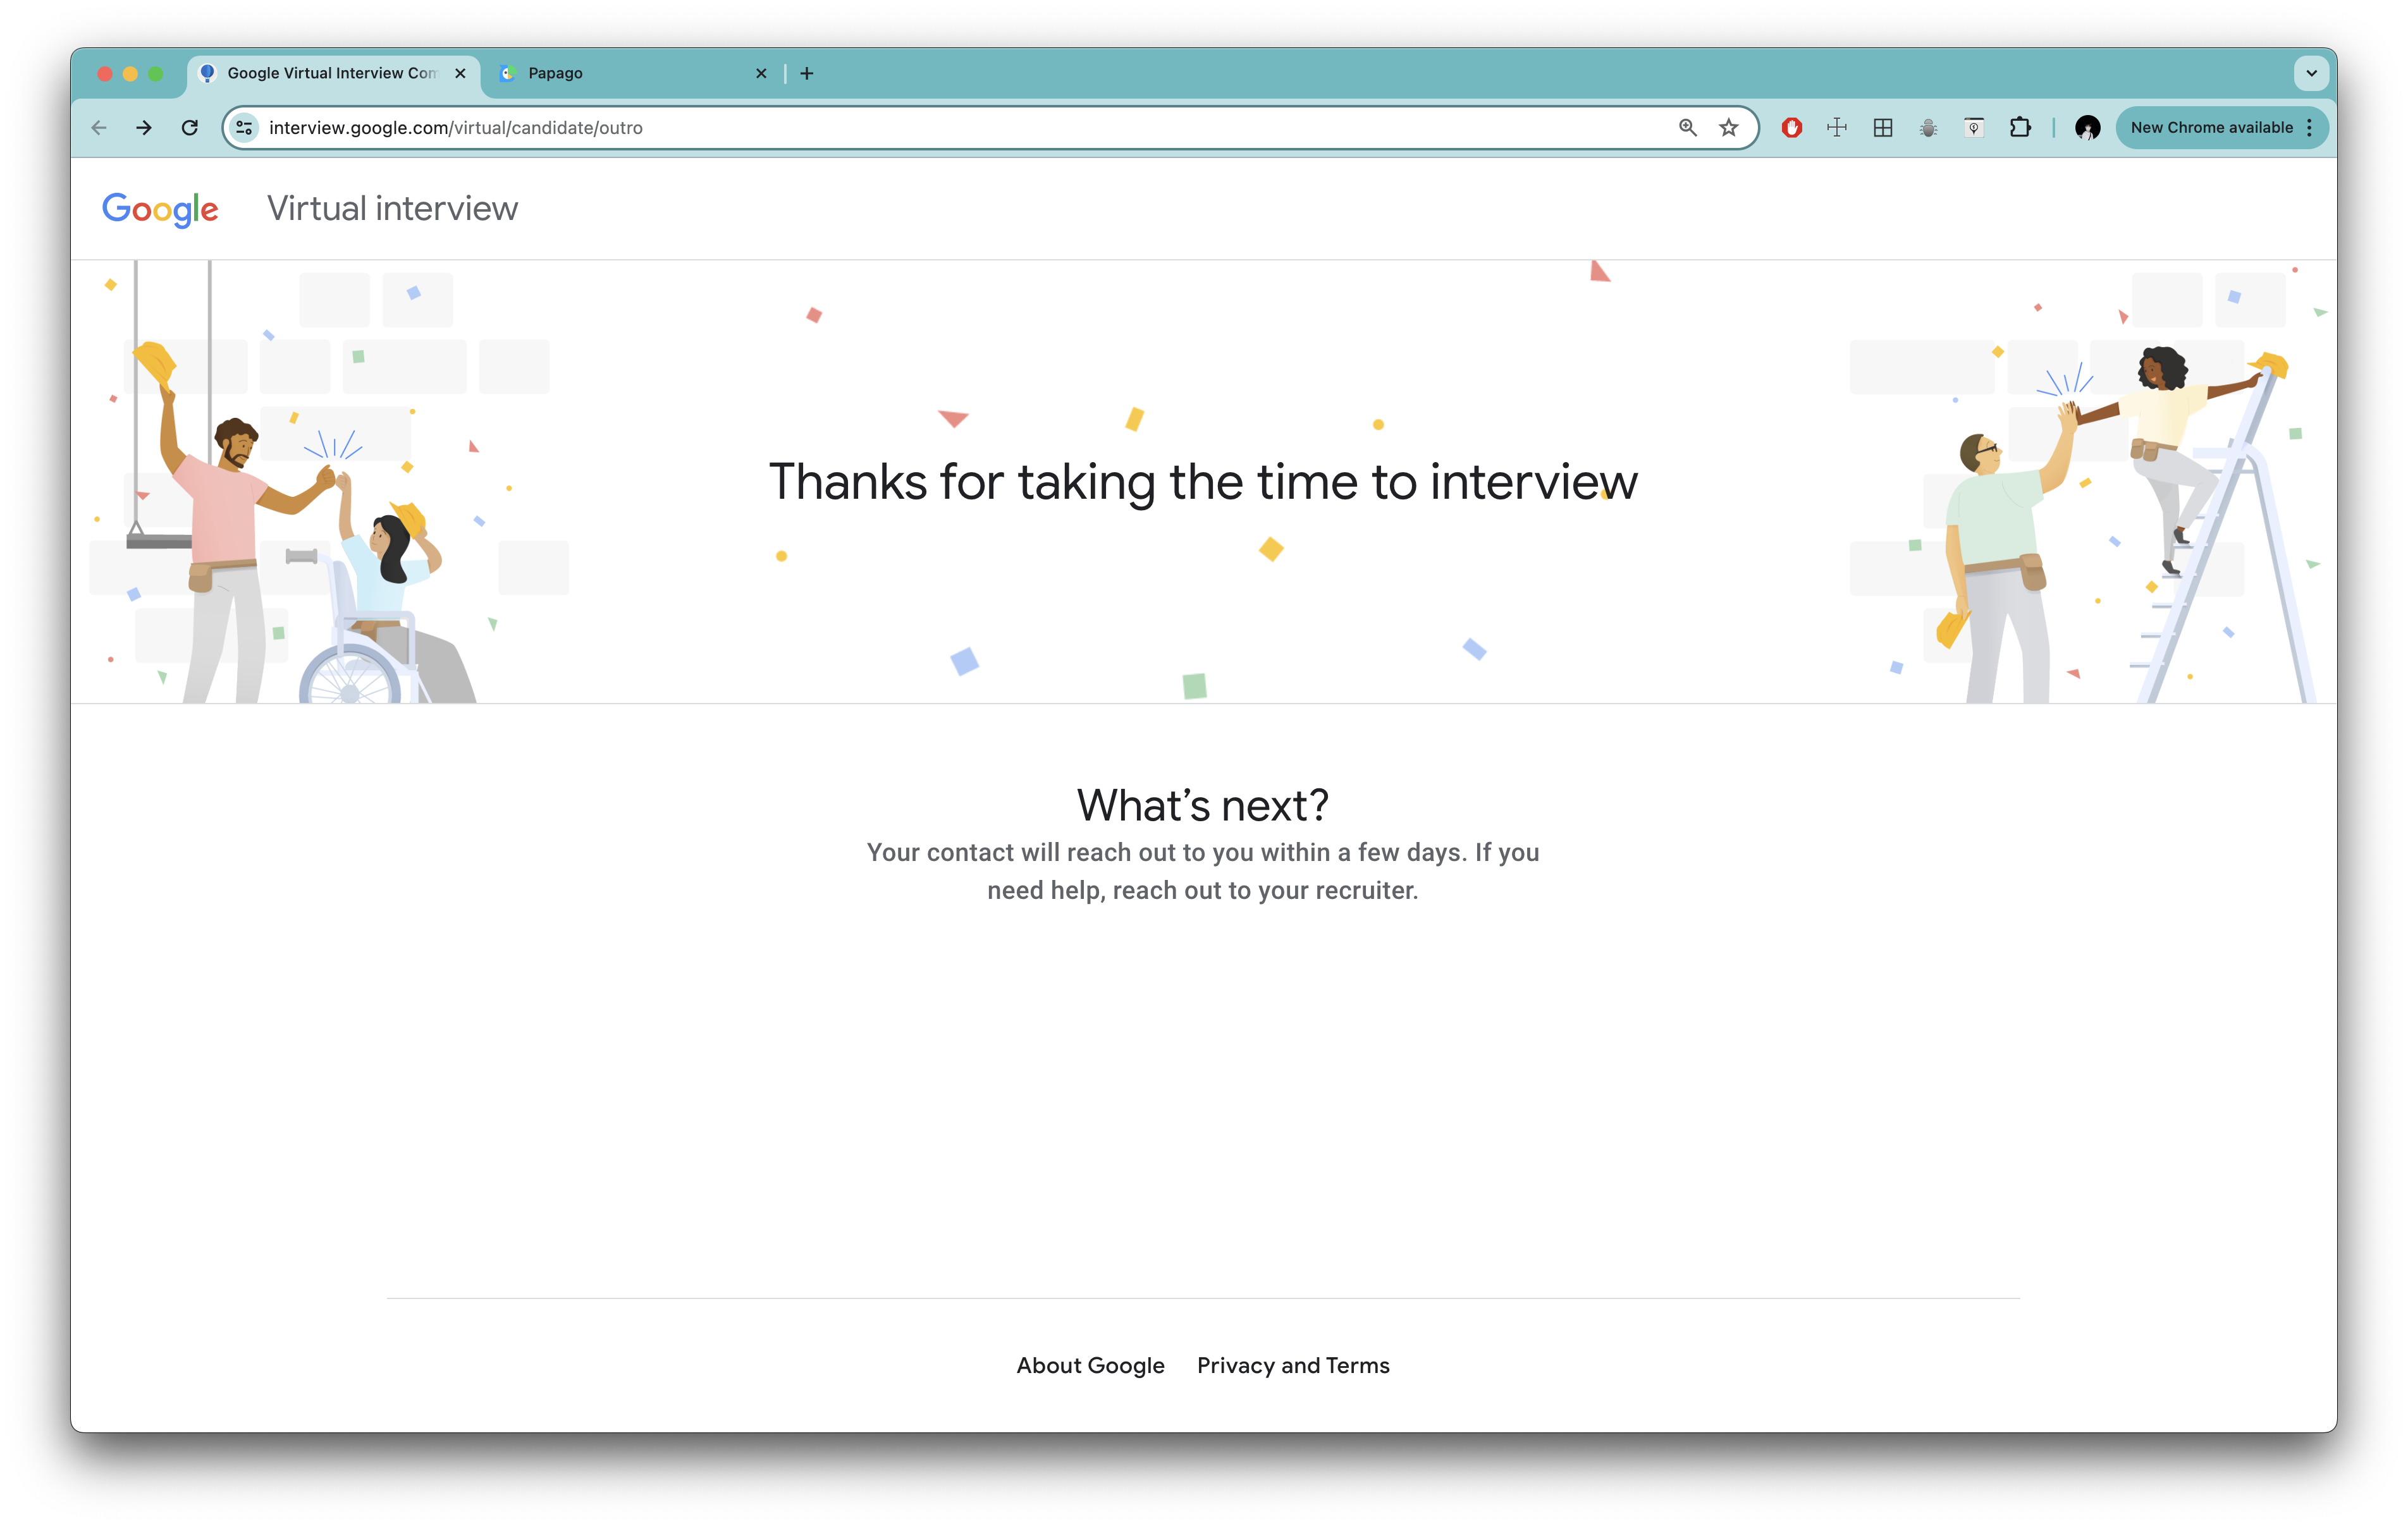 Google Virtual Interview Com
Papago
interview.google.com/virtual/candidate/outro
New Chrome available
Google Virtual interview
Thanks for taking the time to interview
What’s next?
Your contact will reach out to you within a few days. If you
need help, reach out to your recruiter.
About Google Privacy and Terms